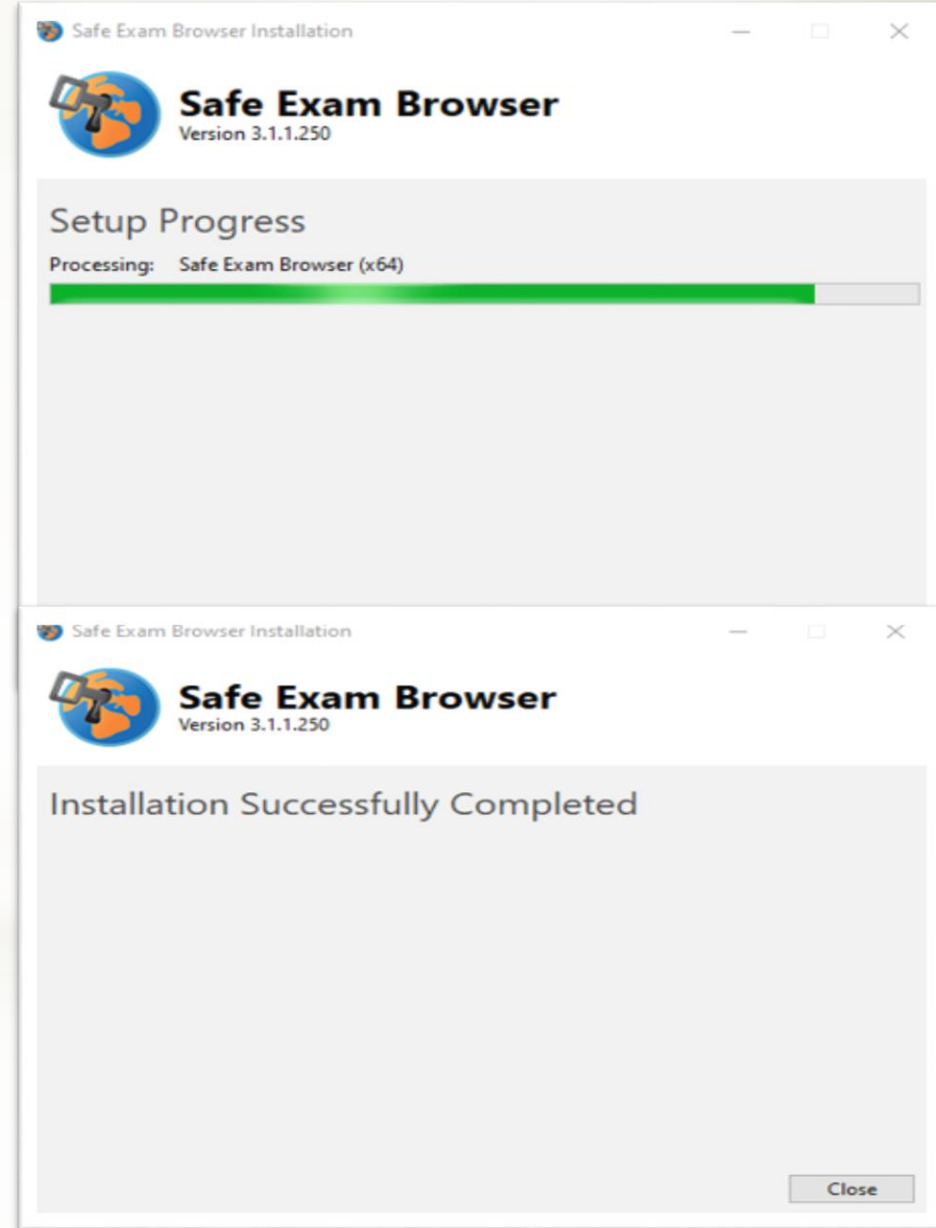 Safe Exam Browser Installation
Safe Exam Browser
Version 3.1.1.250
Setup Progress
Processing: Safe Exam Browser (x64)
Safe Exam Browser Installation
Safe Exam Browser
Version 3.1.1.250
Installation Successfully Completed
Close